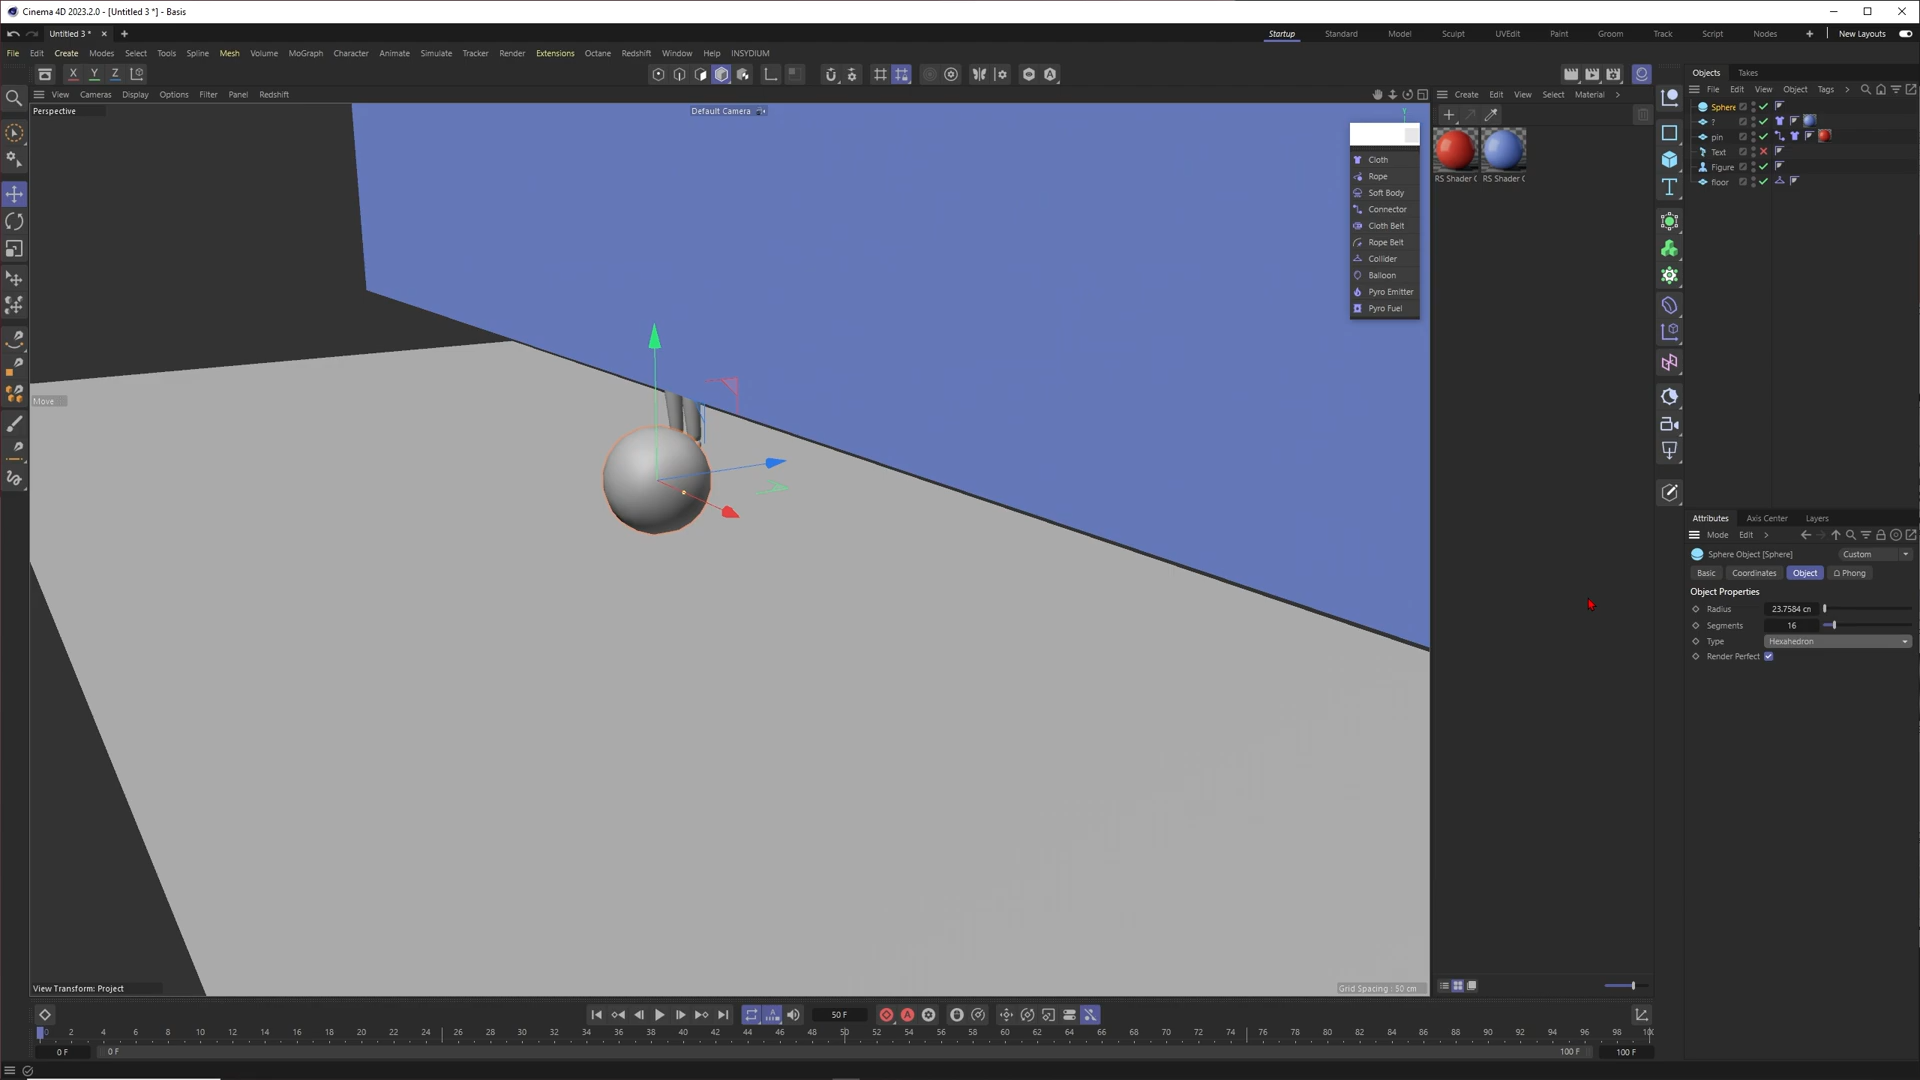 Cinema 4D 2023.2.0 - [Untitled 3 *] - Basis
Untitled 3 *
Startup Standard Model Sculpt UVEdit Paint Groom Track Script Nodes New Layouts
File Edit Create Modes Select Tools Spline Mesh Volume MoGraph Character Animate Simulate Tracker Render Extensions Octane Redshift Window Help INSYDIUM
X Y Z
Objects Takes
View Cameras Display Options Filter Panel Redshift
Create Edit View Select Material
File Edit View Object Tags
Perspective
Default Camera
Y
Sphere
?
pin
Text
Figure
floor
RS Shader
RS Shader
Cloth
Rope
Soft Body
Connector
Cloth Belt
Rope Belt
Collider
Balloon
Pyro Emitter
Pyro Fuel
Move
Attributes Axis Center Layers
Mode Edit
Sphere Object [Sphere] Custom
Basic Coordinates Object Phong
Object Properties
Radius 23.7584 cn
Segments 16
Type Hexahedron
Render Perfect
View Transform: Project
Grid Spacing : 50 cm
50 F
0 2 4 6 8 10 12 14 16 18 20 22 24 26 28 30 32 34 36 38 40 42 44 46 48 50 52 54 56 58 60 62 64 66 68 70 72 74 76 78 80 82 84 86 88 90 92 94 96 98 10(
0 F 0 F 100 F 100 F